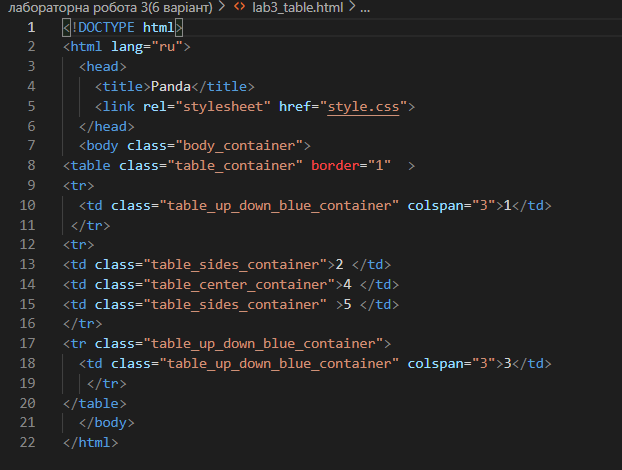 лабораторна робота 3(6 варіант) > <> lab3_table.html > ...
1 <!DOCTYPE html>
2 <html lang="ru">
3 <head>
4 <title>Panda</title>
5 <link rel="stylesheet" href="style.css">
6 </head>
7 <body class="body_container">
8 <table class="table_container" border="1"  >
9 <tr>
10 <td class="table_up_down_blue_container" colspan="3">1</td>
11 </tr>
12 <tr>
13 <td class="table_sides_container">2 </td>
14 <td class="table_center_container">4 </td>
15 <td class="table_sides_container" >5 </td>
16 </tr>
17 <tr class="table_up_down_blue_container">
18 <td class="table_up_down_blue_container" colspan="3">3</td>
19 </tr>
20 </table>
21 </body>
22 </html>